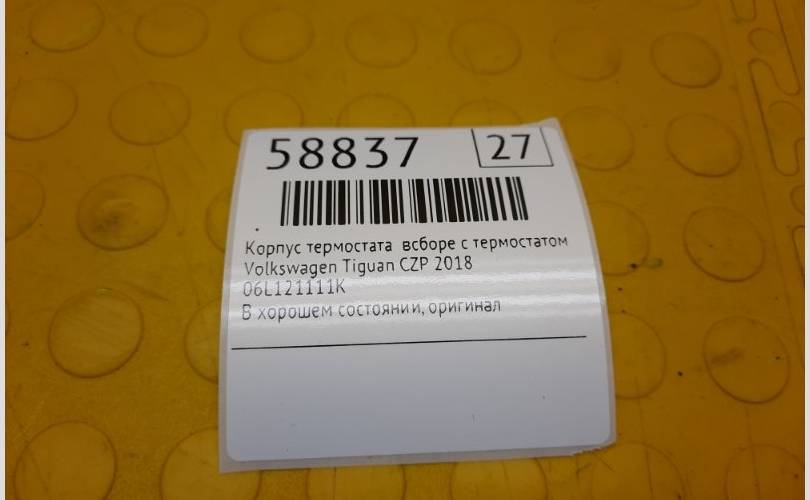 58837 27
Корпус термостата всборе с термостатом
Volkswagen Tiguan CZP 2018
06L121111K
В хорошем состоянии, оригинал